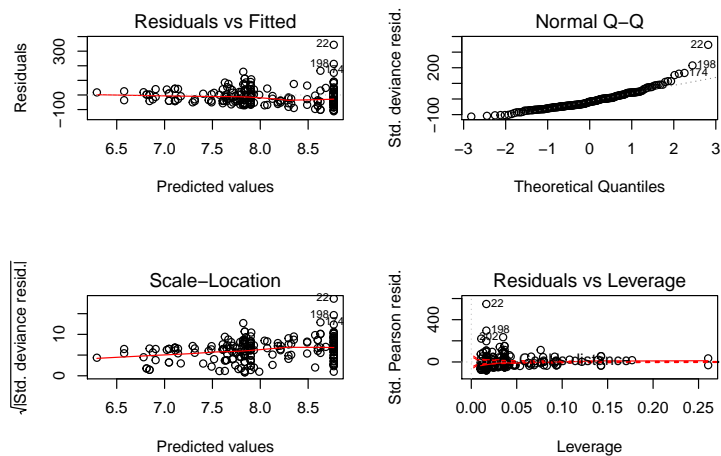 Residuals vs Fitted
Residuals
−100
300
22
198
174
6.5 7.0 7.5 8.0 8.5
Predicted values
Normal Q−Q
Std. deviance resid.
−100
200
22
198
174
−3 −2 −1 0 1 2 3
Theoretical Quantiles
Scale−Location
√|Std. deviance resid.|
0
10
22
198
6.5 7.0 7.5 8.0 8.5
Predicted values
Residuals vs Leverage
Std. Pearson resid.
0
400
22
198
distance
0.00 0.05 0.10 0.15 0.20 0.25
Leverage